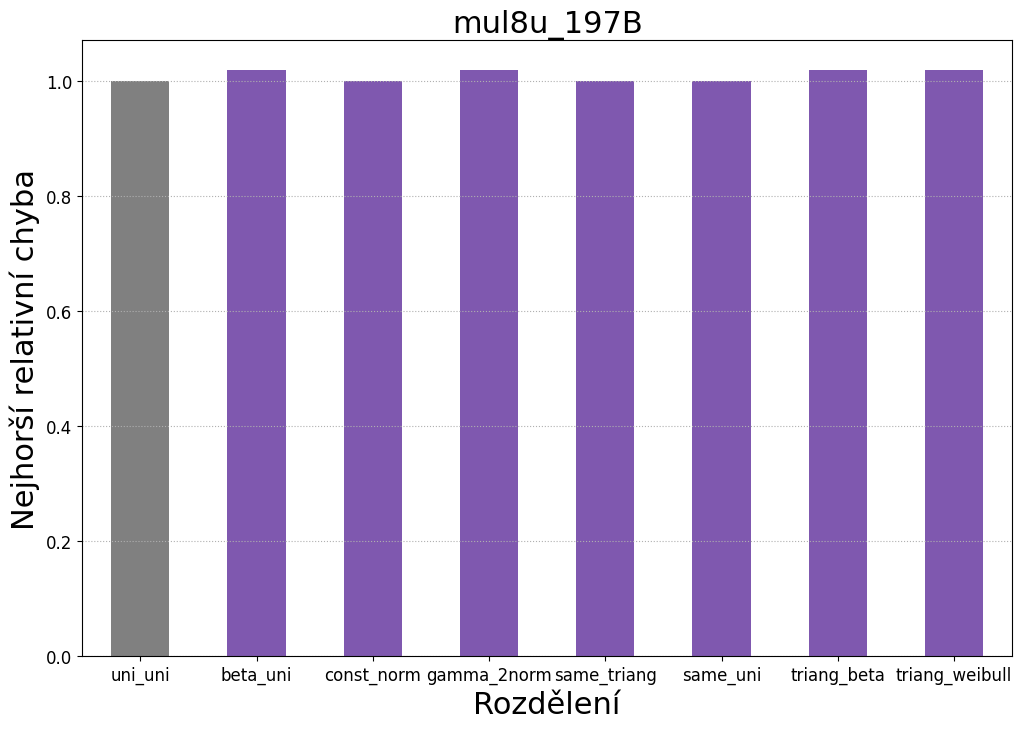 mul8u_197B
Nejhorší relativní chyba
1.0
0.8
0.6
0.4
0.2
0.0
uni_uni beta_uni const_norm gamma_2norm same_triang same_uni triang_beta triang_weibull
Rozdělení